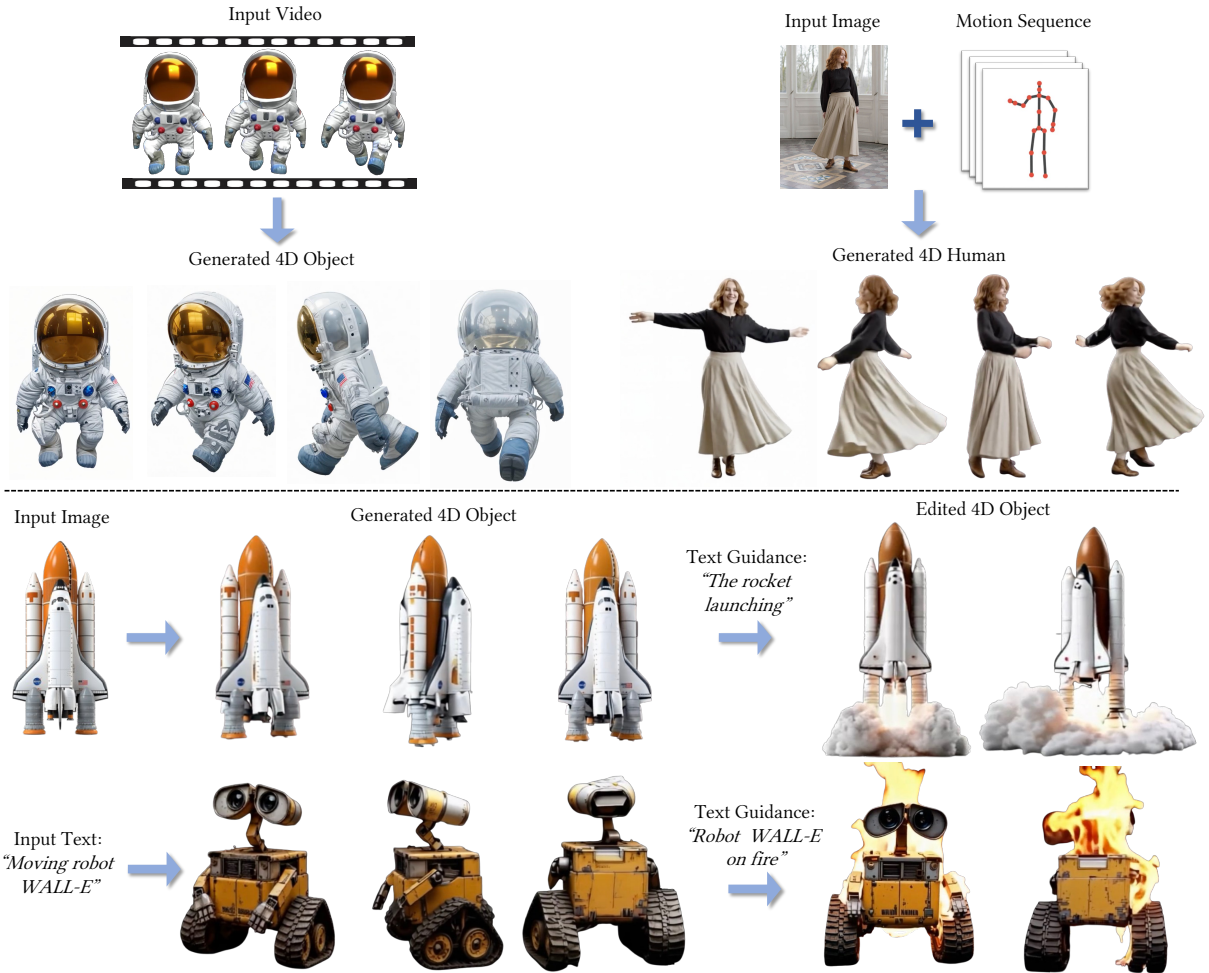 Input Video
Input Image
Motion Sequence
Generated 4D Object
Generated 4D Human
Input Image
Generated 4D Object
Edited 4D Object
Text Guidance:
“The rocket
launching”
Input Text:
“Moving robot
WALL-E”
Text Guidance:
“Robot WALL-E
on fire”